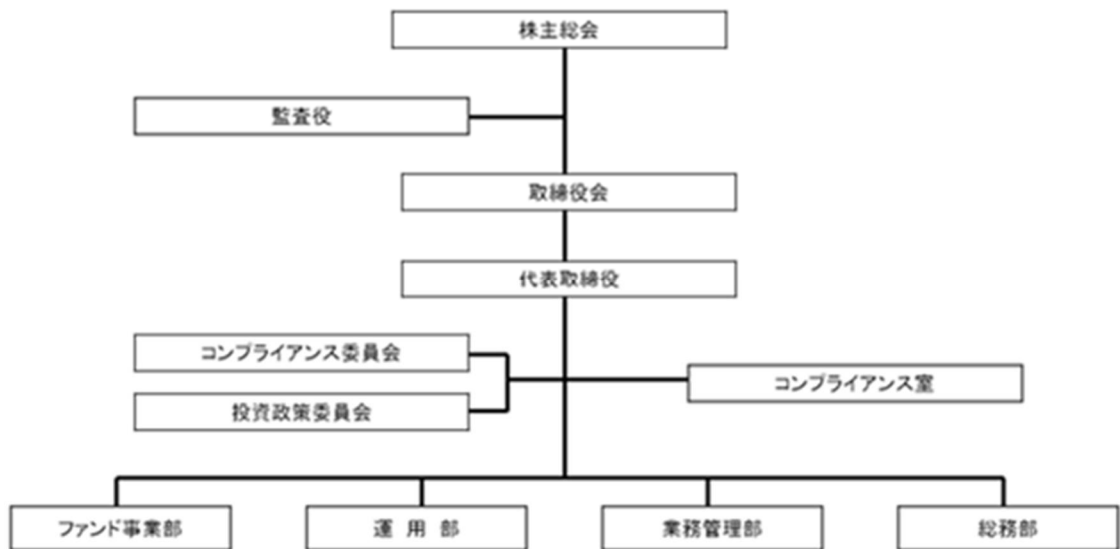 株主総会
監査役
取締役会
代表取締役
コンプライアンス委員会
コンプライアンス室
投資政策委員会
ファンド事業部
運 用 部
業務管理部
総務部